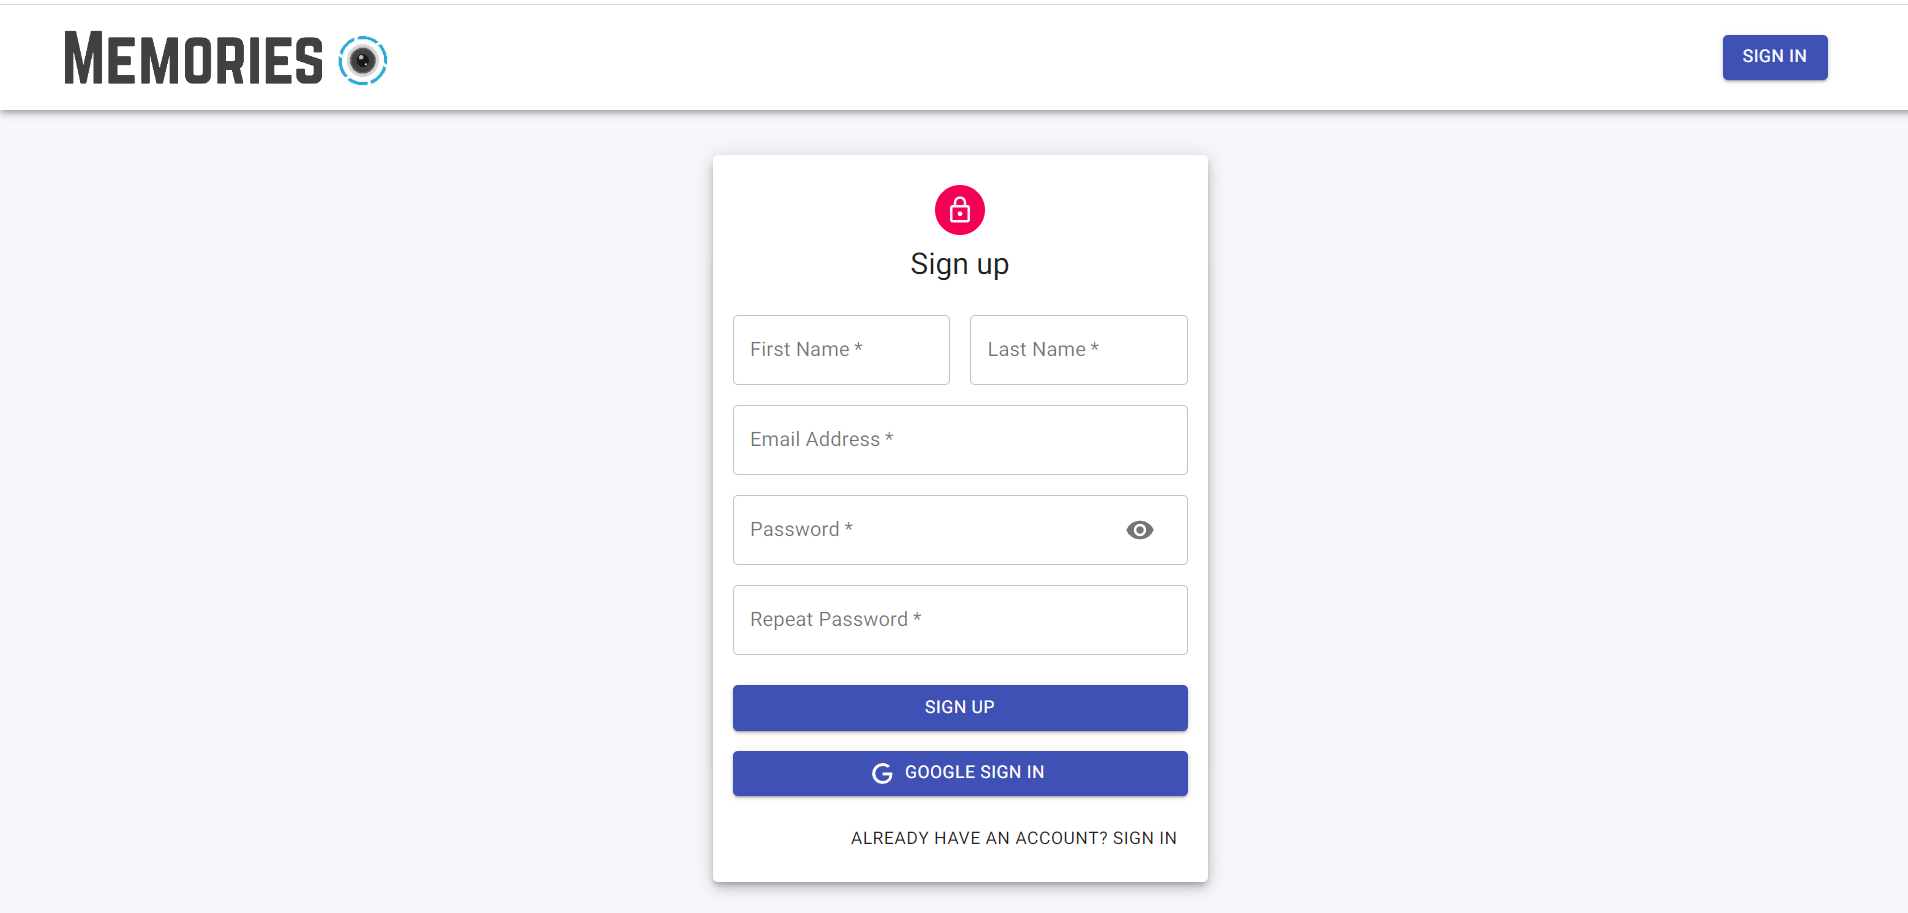 MEMORIES
SIGN IN
Sign up
First Name *
Last Name *
Email Address *
Password *
Repeat Password *
SIGN UP
GOOGLE SIGN IN
ALREADY HAVE AN ACCOUNT? SIGN IN